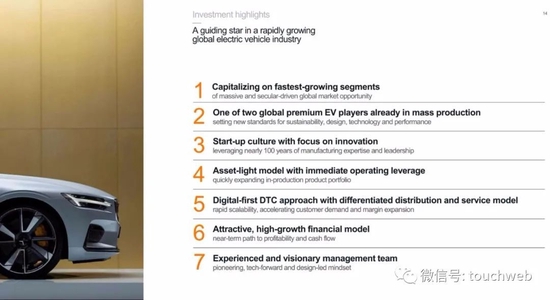 Investment highlights
14
A guiding star in a rapidly growing
global electric vehicle industry
1 Capitalizing on fastest-growing segments
of massive and secular-driven global market opportunity
2 One of two global premium EV players already in mass production
setting new standards for sustainability, design, technology and performance
3 Start-up culture with focus on innovation
leveraging nearly 100 years of manufacturing expertise and leadership
4 Asset-light model with immediate operating leverage
quickly expanding in-production product portfolio
5 Digital-first DTC approach with differentiated distribution and service model
rapid scalability, accelerating customer demand and margin expansion
6 Attractive, high-growth financial model
near-term path to profitability and cash flow
7 Experienced and visionary management team
pioneering, tech-forward and design-led mindset
微信号: touchweb